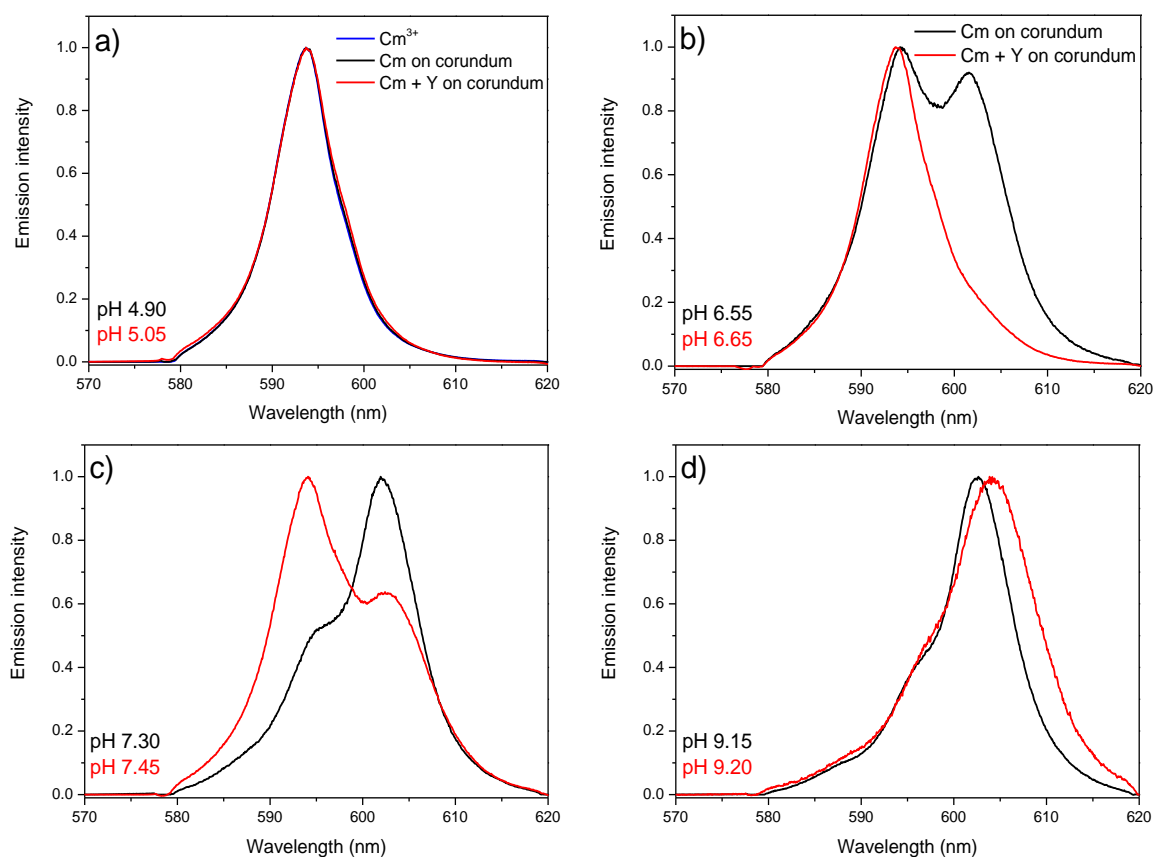 a)
Cm³⁺
Cm on corundum
Cm + Y on corundum
1.0
0.8
0.6
0.4
0.2
0.0
Emission intensity
pH 4.90
pH 5.05
570 580 590 600 610 620
Wavelength (nm)
b)
Cm on corundum
Cm + Y on corundum
1.0
0.8
0.6
0.4
0.2
0.0
Emission intensity
pH 6.55
pH 6.65
570 580 590 600 610 620
Wavelength (nm)
c)
1.0
0.8
0.6
0.4
0.2
0.0
Emission intensity
pH 7.30
pH 7.45
570 580 590 600 610 620
Wavelength (nm)
d)
1.0
0.8
0.6
0.4
0.2
0.0
Emission intensity
pH 9.15
pH 9.20
570 580 590 600 610 620
Wavelength (nm)